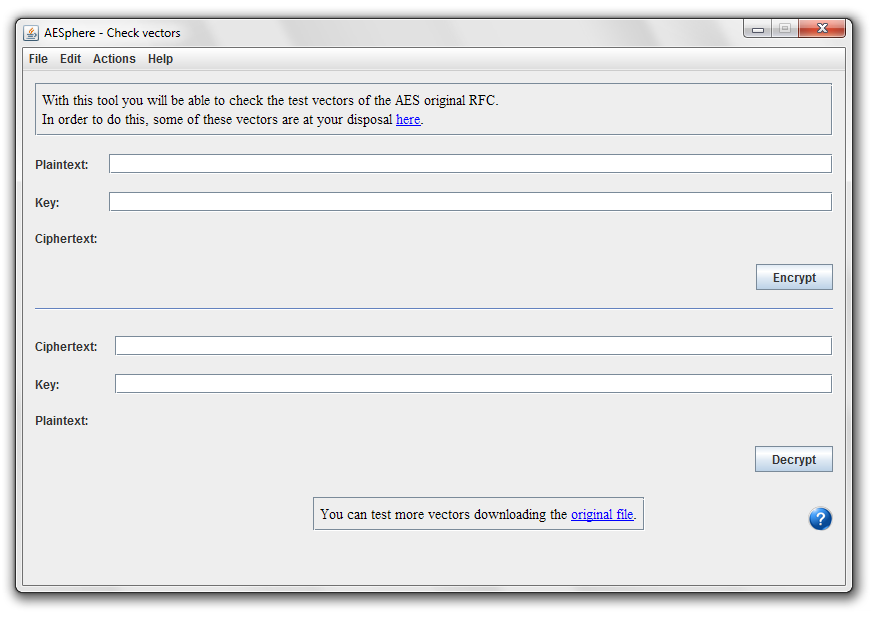 AESphere - Check vectors
File Edit Actions Help
With this tool you will be able to check the test vectors of the AES original RFC.
In order to do this, some of these vectors are at your disposal here.
Plaintext:
Key:
Ciphertext:
Encrypt
Ciphertext:
Key:
Plaintext:
Decrypt
You can test more vectors downloading the original file.
?